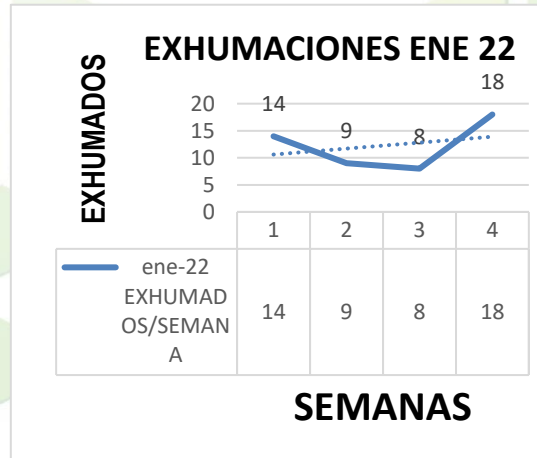 EXHUMACIONES ENE 22
EXHUMADOS
14
9
8
18
20
15
10
5
0
1 2 3 4
ene-22
EXHUMAD
OS/SEMAN
A
14 9 8 18
SEMANAS